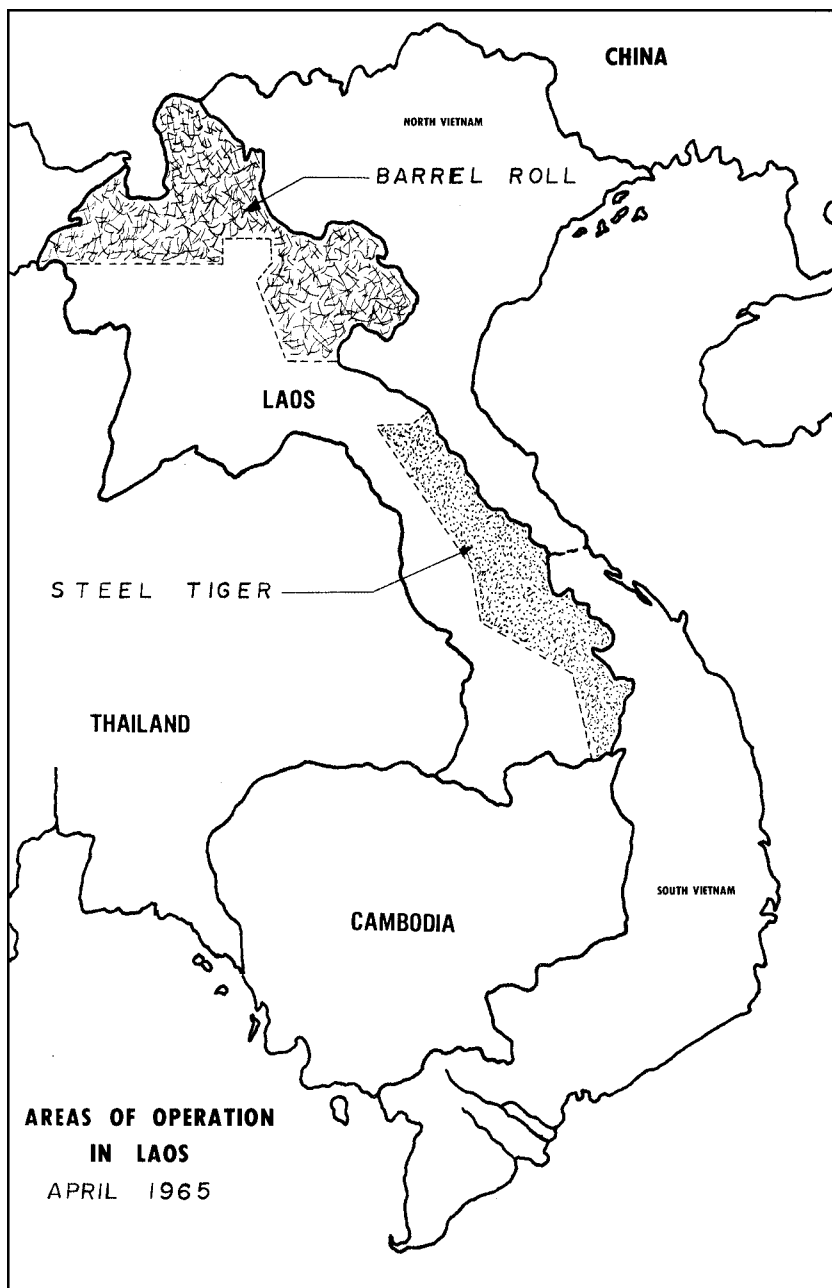 CHINA
NORTH VIETNAM
BARREL ROLL
LAOS
STEEL TIGER
THAILAND
SOUTH VIETNAM
CAMBODIA
AREAS OF OPERATION
IN LAOS
APRIL 1965